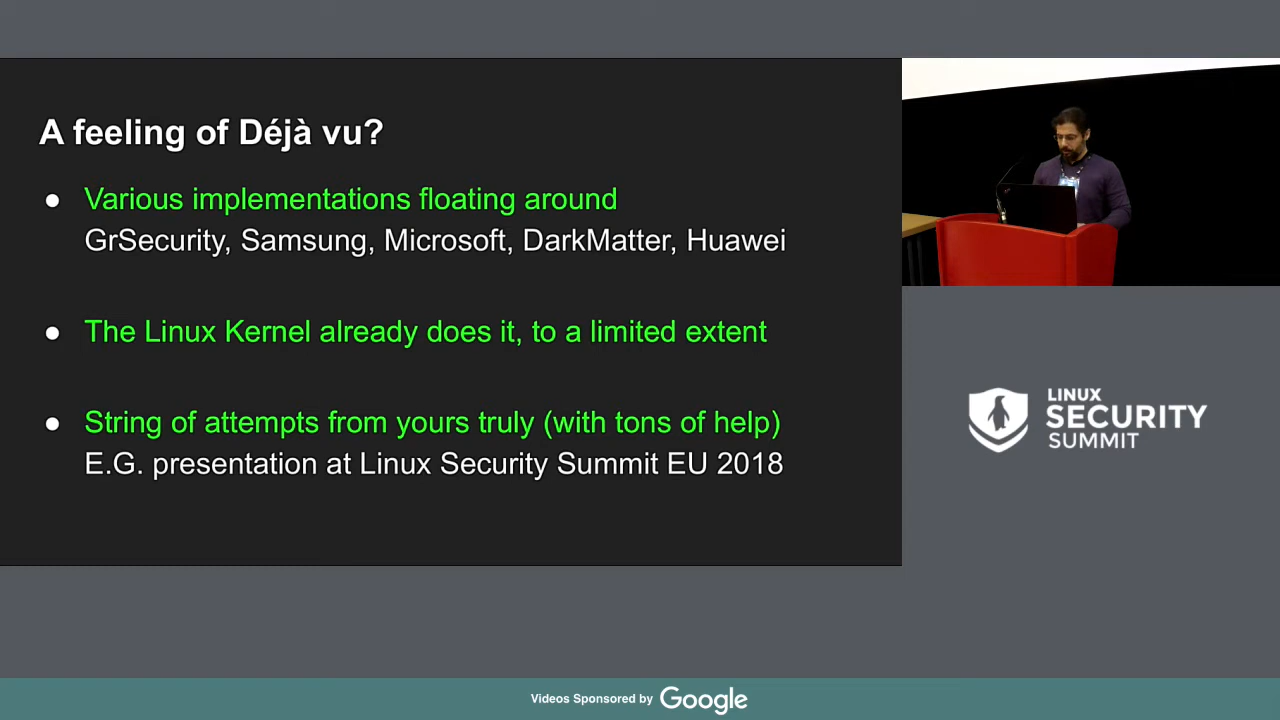 A feeling of Déjà vu?
● Various implementations floating around
GrSecurity, Samsung, Microsoft, DarkMatter, Huawei
● The Linux Kernel already does it, to a limited extent
● String of attempts from yours truly (with tons of help)
E.G. presentation at Linux Security Summit EU 2018
LINUX
SECURITY
SUMMIT
Videos Sponsored by Google